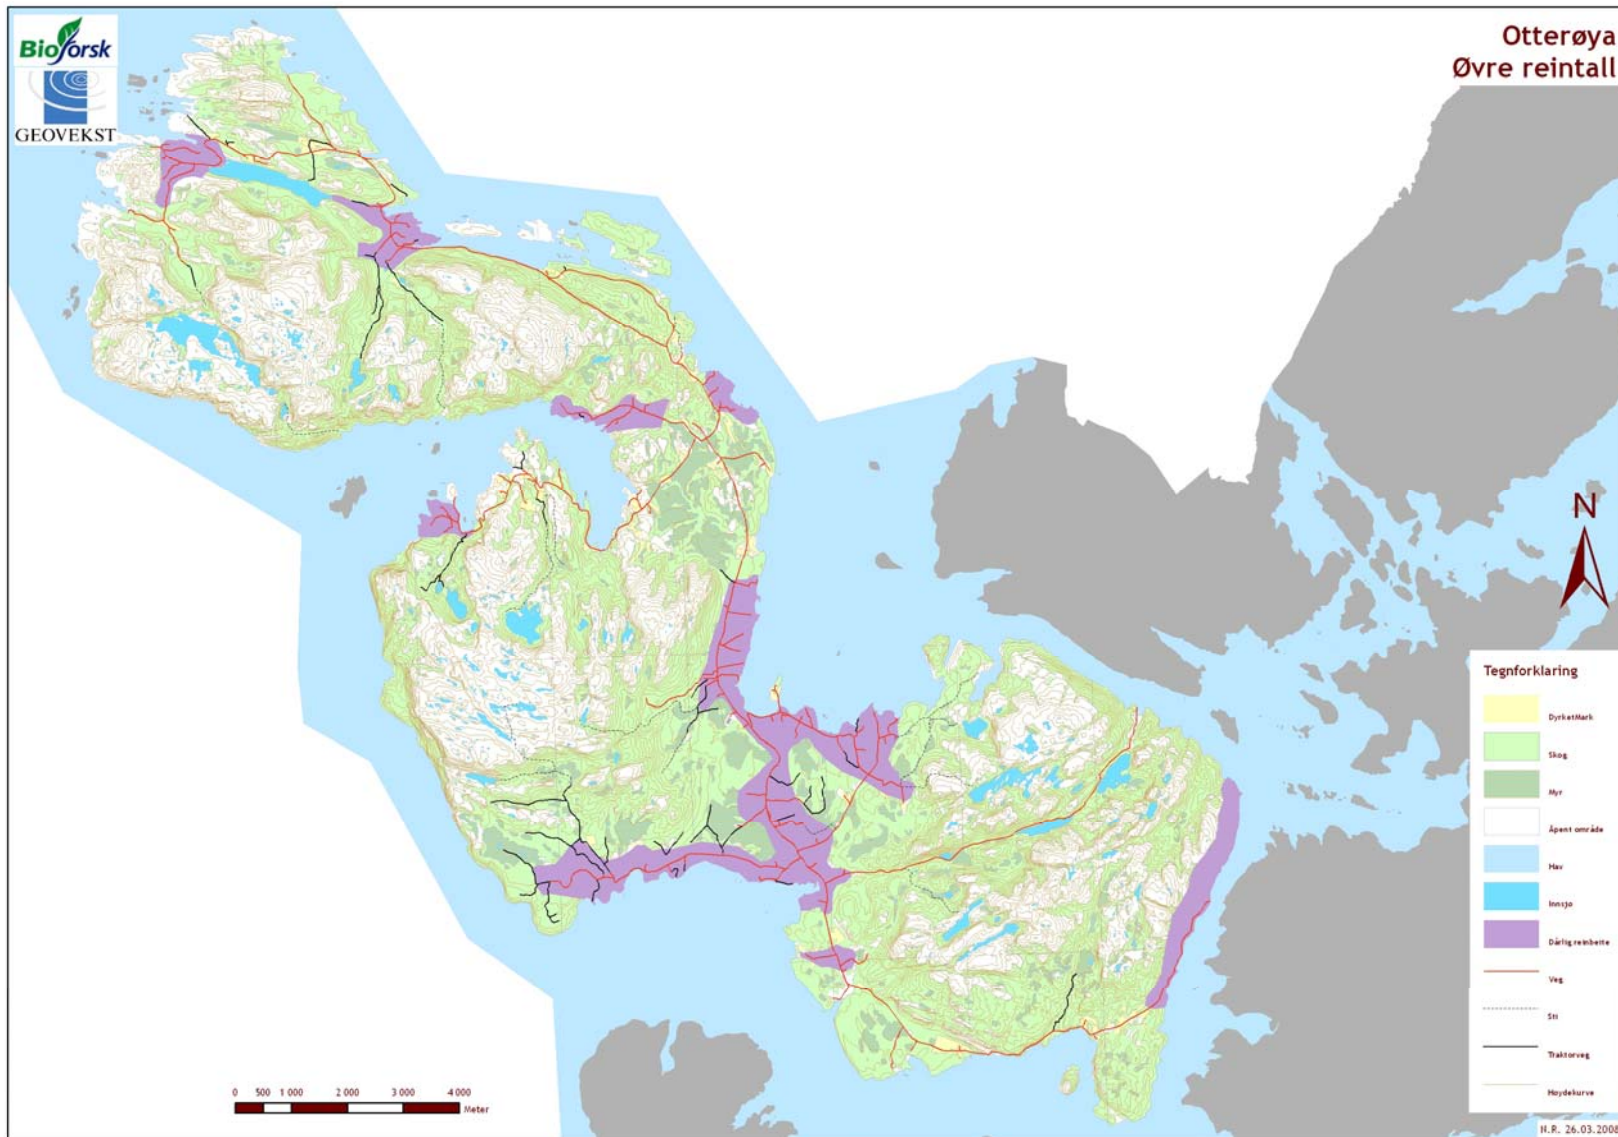 Bioforsk
GEOVEKST
Otterøya
Øvre reintall
N
Tegnforklaring
DyrketMark
Skog
Myr
Åpent område
Hav
Innsjø
Dårlig reinbeite
Veg
Sti
Traktorveg
Høydekurve
0 500 1 000 2 000 3 000 4 000
Meter
N.R. 26.03.2008